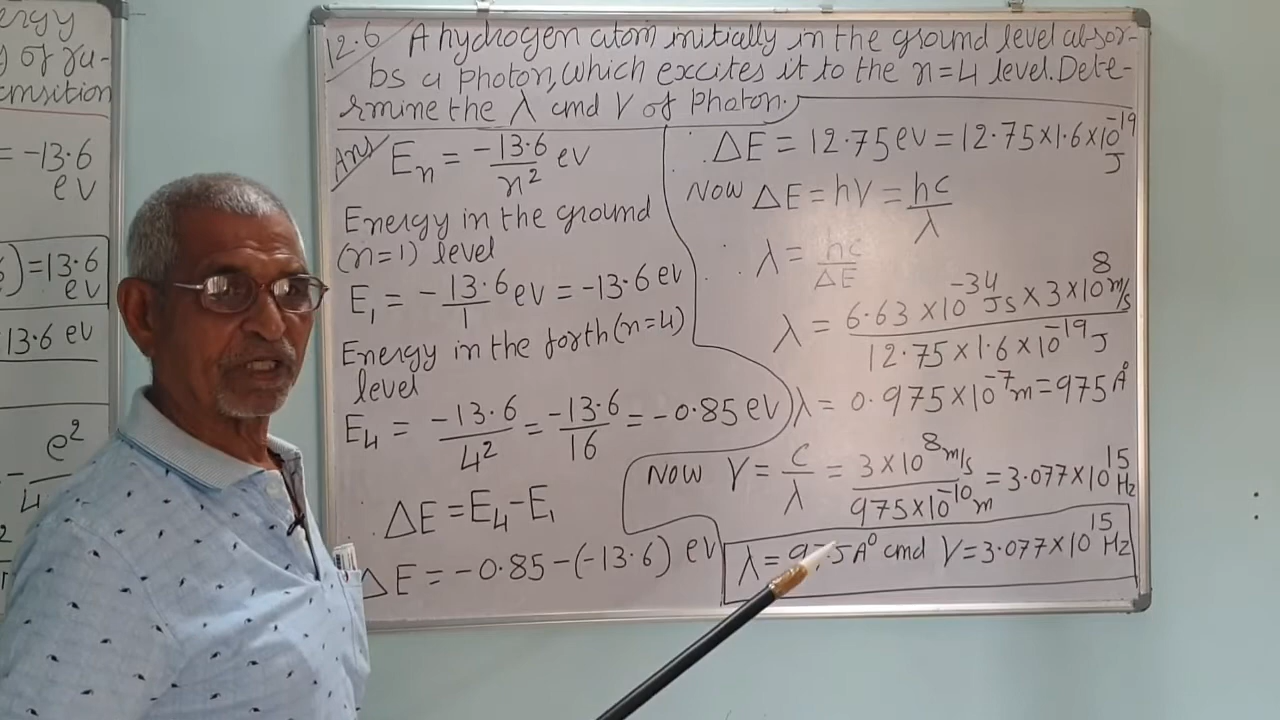 ergy
y of ra-
ansition
= -13.6
ev
) = 13.6
ev
13.6 ev
- e²
4
12.6 A hydrogen atom initially in the ground level absor-
bs a photon, which excites it to the n=4 level. Dete-
rmine the λ and ν of photon.
Ans Eₙ = -13.6/n² ev
Energy in the ground
(n=1) level
E₁ = -13.6/1 ev = -13.6 ev
Energy in the forth (n=4)
level
E₄ = -13.6/4² = -13.6/16 = -0.85 ev
ΔE = E₄ - E₁
ΔE = -0.85 - (-13.6) ev
∴ ΔE = 12.75 ev = 12.75 × 1.6 × 10⁻¹⁹
J
Now ΔE = hν = hc/λ
∴ λ = hc/ΔE
λ = 6.63 × 10⁻³⁴ Js × 3 × 10⁸ m/s / 12.75 × 1.6 × 10⁻¹⁹ J
λ = 0.975 × 10⁻⁷ m = 975 Å
Now ν = c/λ = 3 × 10⁸ m/s / 975 × 10⁻¹⁰ m = 3.077 × 10¹⁵ Hz
λ = 975 A⁰ and ν = 3.077 × 10¹⁵ Hz